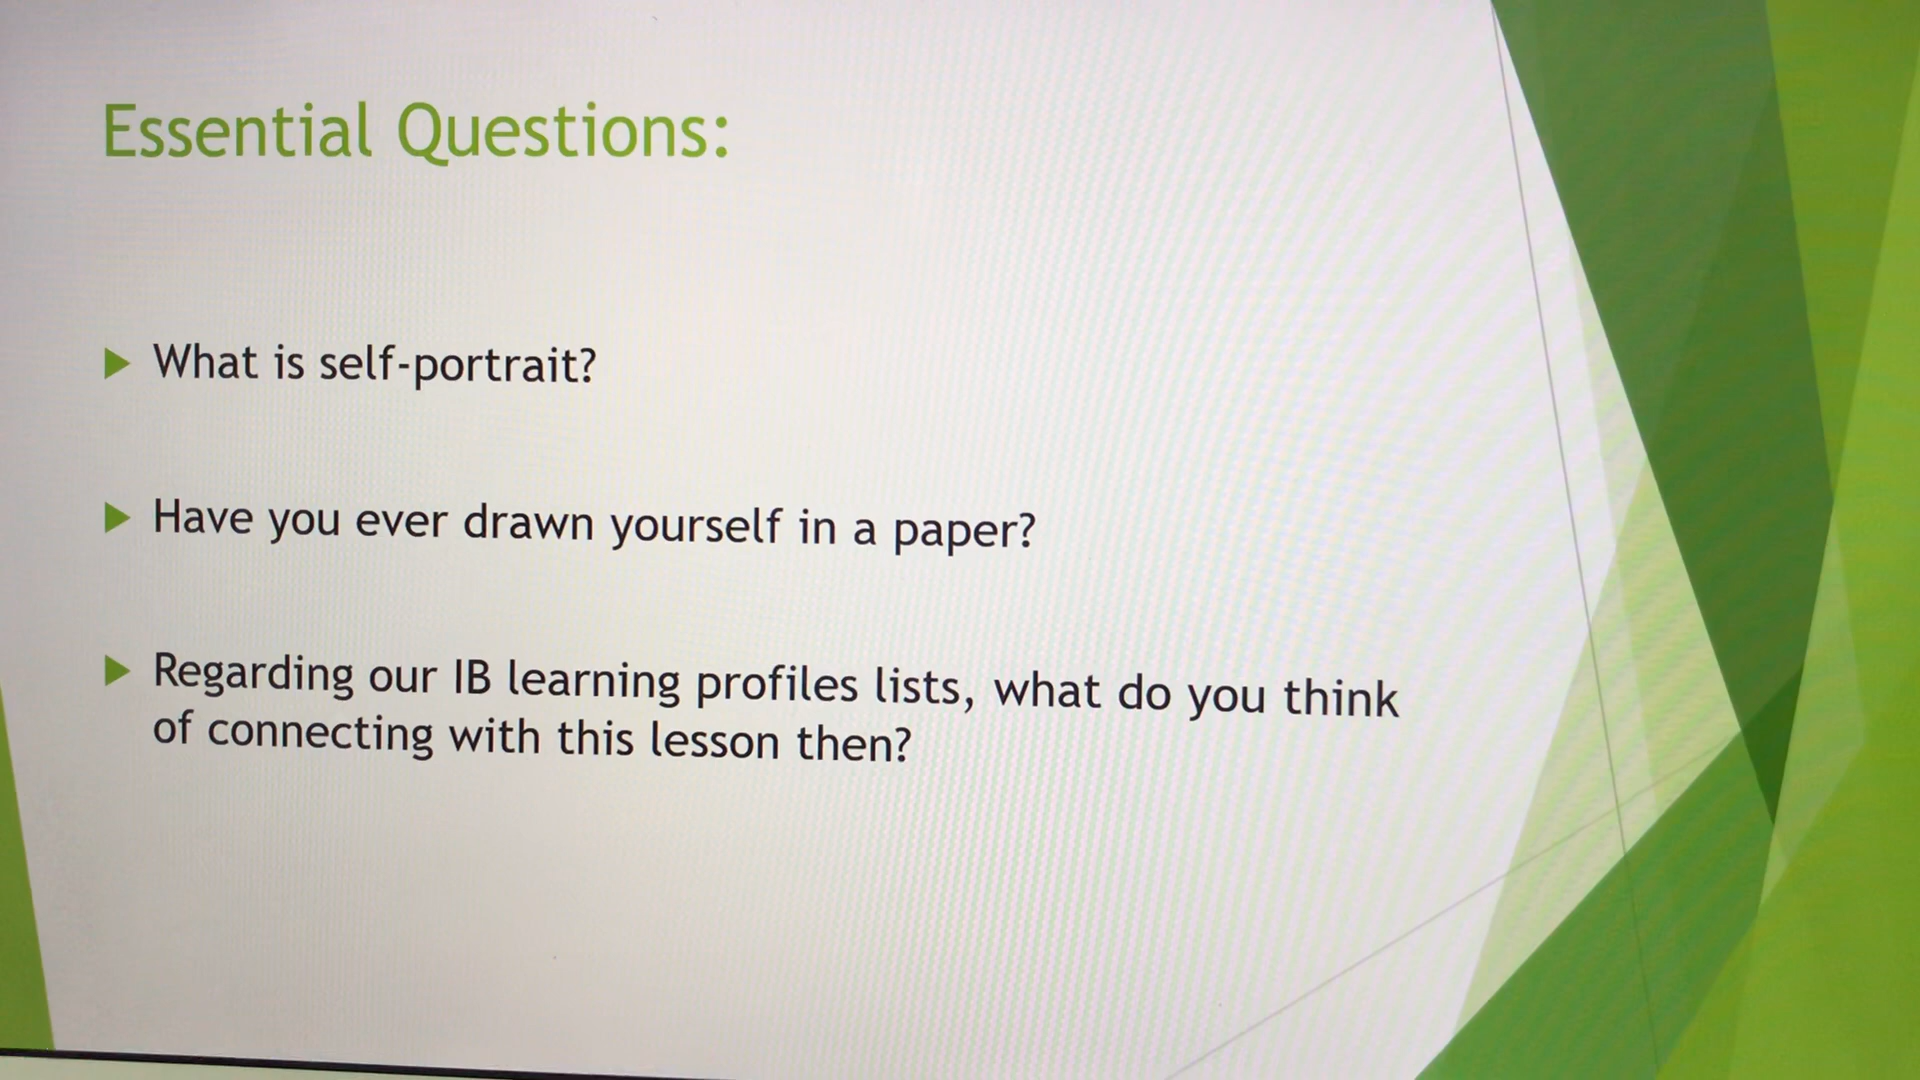 Essential Questions:
What is self-portrait?
Have you ever drawn yourself in a paper?
Regarding our IB learning profiles lists, what do you think
of connecting with this lesson then?